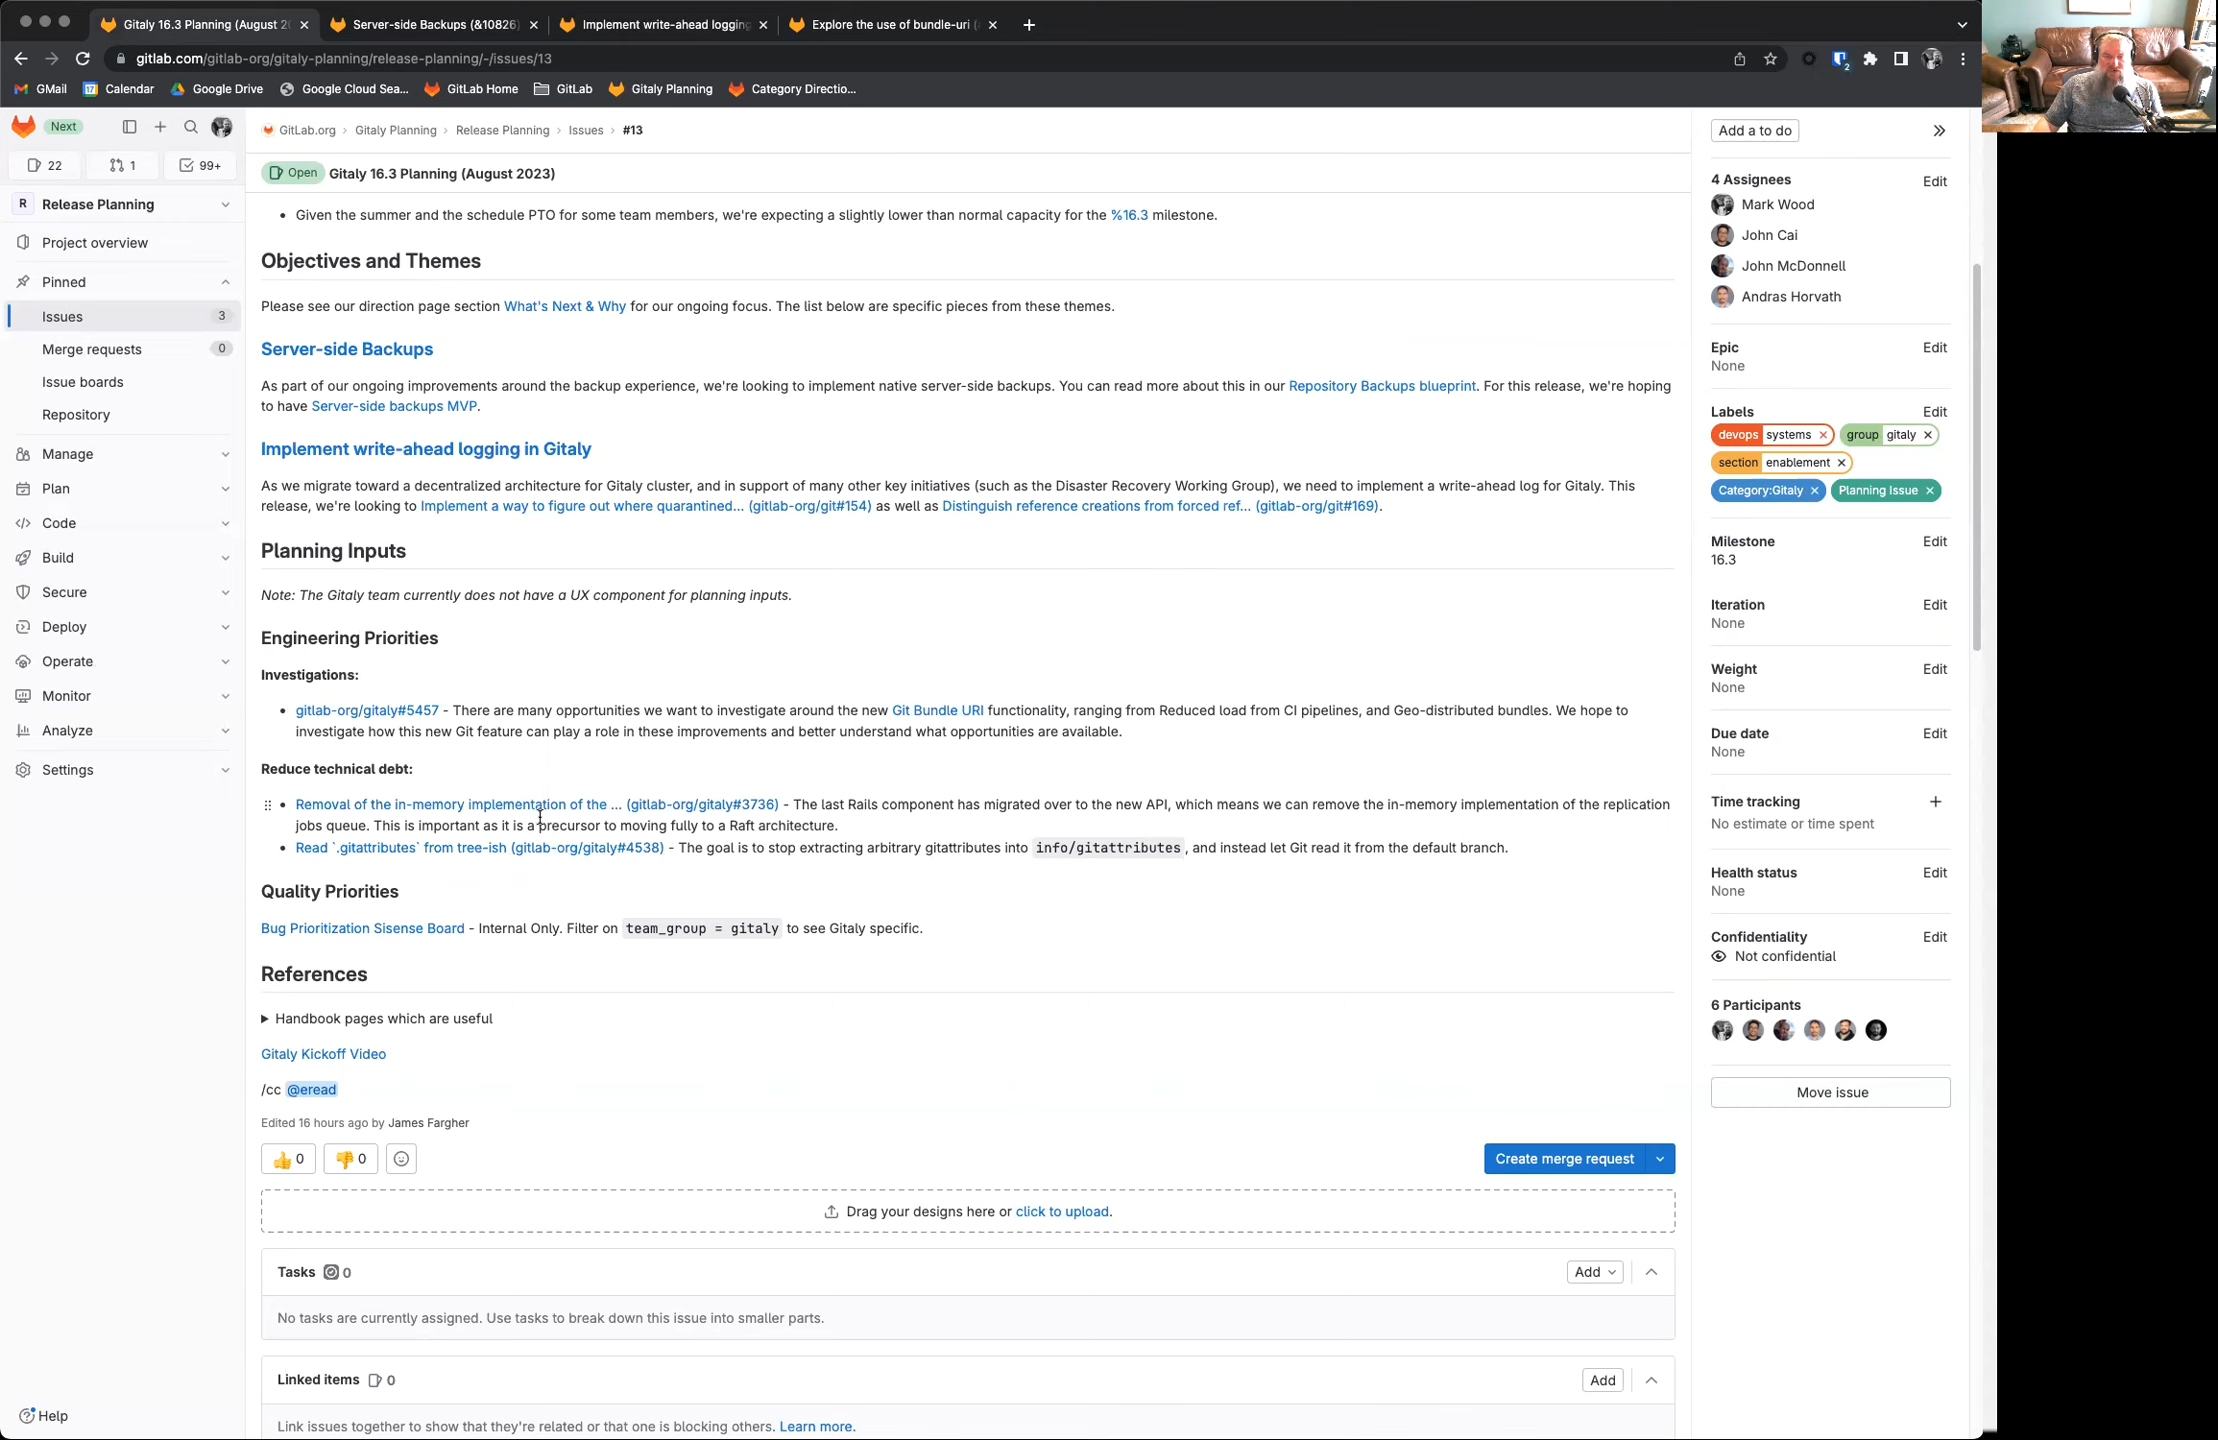 Gitaly 16.3 Planning (August 20
Server-side Backups (&10826
Implement write-ahead logging
Explore the use of bundle-uri (
gitlab.com/gitlab-org/gitaly-planning/release-planning/-/issues/13
2
GMail
17 Calendar
Google Drive
Google Cloud Sea...
GitLab Home
GitLab
Gitaly Planning
Category Directio...
Next
22
1
99+
R Release Planning
Project overview
Pinned
Issues 3
Merge requests 0
Issue boards
Repository
Manage
Plan
Code
Build
Secure
Deploy
Operate
Monitor
Analyze
Settings
Help
GitLab.org › Gitaly Planning › Release Planning › Issues › #13
Open Gitaly 16.3 Planning (August 2023)
• Given the summer and the schedule PTO for some team members, we're expecting a slightly lower than normal capacity for the %16.3 milestone.
Objectives and Themes
Please see our direction page section What's Next & Why for our ongoing focus. The list below are specific pieces from these themes.
Server-side Backups
As part of our ongoing improvements around the backup experience, we're looking to implement native server-side backups. You can read more about this in our Repository Backups blueprint. For this release, we're hoping
to have Server-side backups MVP.
Implement write-ahead logging in Gitaly
As we migrate toward a decentralized architecture for Gitaly cluster, and in support of many other key initiatives (such as the Disaster Recovery Working Group), we need to implement a write-ahead log for Gitaly. This
release, we're looking to Implement a way to figure out where quarantined... (gitlab-org/git#154) as well as Distinguish reference creations from forced ref... (gitlab-org/git#169).
Planning Inputs
Note: The Gitaly team currently does not have a UX component for planning inputs.
Engineering Priorities
Investigations:
• gitlab-org/gitaly#5457 - There are many opportunities we want to investigate around the new Git Bundle URI functionality, ranging from Reduced load from CI pipelines, and Geo-distributed bundles. We hope to
investigate how this new Git feature can play a role in these improvements and better understand what opportunities are available.
Reduce technical debt:
• Removal of the in-memory implementation of the ... (gitlab-org/gitaly#3736) - The last Rails component has migrated over to the new API, which means we can remove the in-memory implementation of the replication
jobs queue. This is important as it is a precursor to moving fully to a Raft architecture.
• Read `.gitattributes` from tree-ish (gitlab-org/gitaly#4538) - The goal is to stop extracting arbitrary gitattributes into info/gitattributes, and instead let Git read it from the default branch.
Quality Priorities
Bug Prioritization Sisense Board - Internal Only. Filter on team_group = gitaly to see Gitaly specific.
References
Handbook pages which are useful
Gitaly Kickoff Video
/cc @eread
Edited 16 hours ago by James Fargher
👍 0
👎 0
Create merge request
Drag your designs here or click to upload.
Tasks 0
Add
No tasks are currently assigned. Use tasks to break down this issue into smaller parts.
Linked items 0
Add
Link issues together to show that they're related or that one is blocking others. Learn more.
Add a to do
4 Assignees Edit
Mark Wood
John Cai
John McDonnell
Andras Horvath
Epic Edit
None
Labels Edit
devops systems
group gitaly
section enablement
Category:Gitaly
Planning Issue
Milestone Edit
16.3
Iteration Edit
None
Weight Edit
None
Due date Edit
None
Time tracking
No estimate or time spent
Health status Edit
None
Confidentiality Edit
Not confidential
6 Participants
Move issue